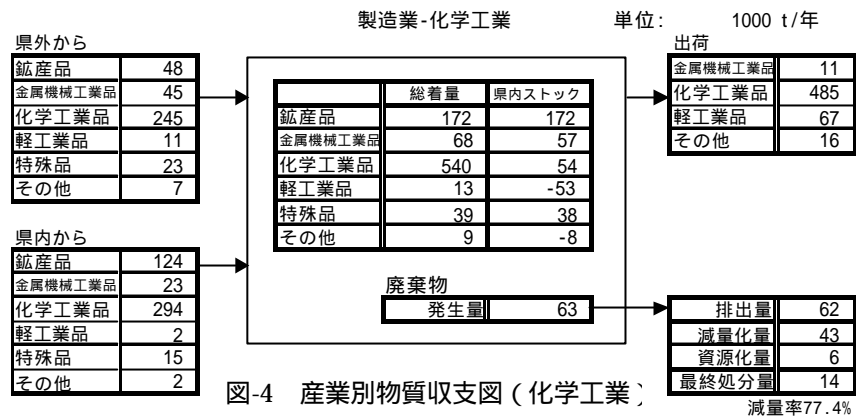 製造業-化学工業 単位: 1000 t/年
県外から
鉱産品 48
金属機械工業品 45
化学工業品 245
軽工業品 11
特殊品 23
その他 7
県内から
鉱産品 124
金属機械工業品 23
化学工業品 294
軽工業品 2
特殊品 15
その他 2
総着量 県内ストック
鉱産品 172 172
金属機械工業品 68 57
化学工業品 540 54
軽工業品 13 -53
特殊品 39 38
その他 9 -8
廃棄物
発生量 63
出荷
金属機械工業品 11
化学工業品 485
軽工業品 67
その他 16
排出量 62
減量化量 43
資源化量 6
最終処分量 14
減量率77.4%
図-4 産業別物質収支図(化学工業)